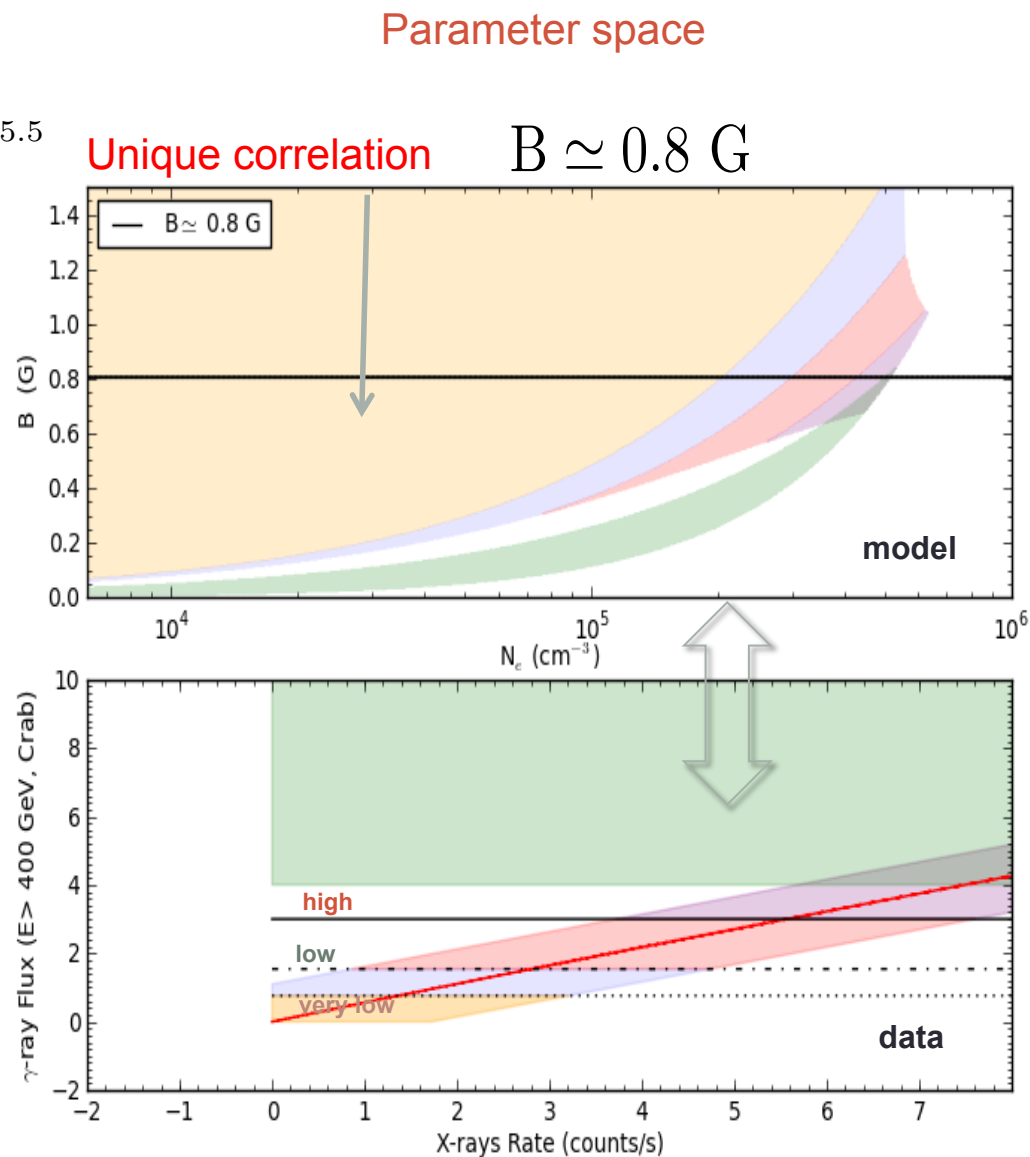 Parameter space
5.5
Unique correlation B ≃ 0.8 G
B≃ 0.8 G
1.4
1.2
1.0
0.8
0.6
0.4
0.2
0.0
B (G)
model
10⁴ 10⁵ 10⁶
Nₑ (cm⁻³)
10
8
6
4
2
0
−2
γ-ray Flux (E> 400 GeV, Crab)
high
low
very low
data
−2 −1 0 1 2 3 4 5 6 7
X-rays Rate (counts/s)